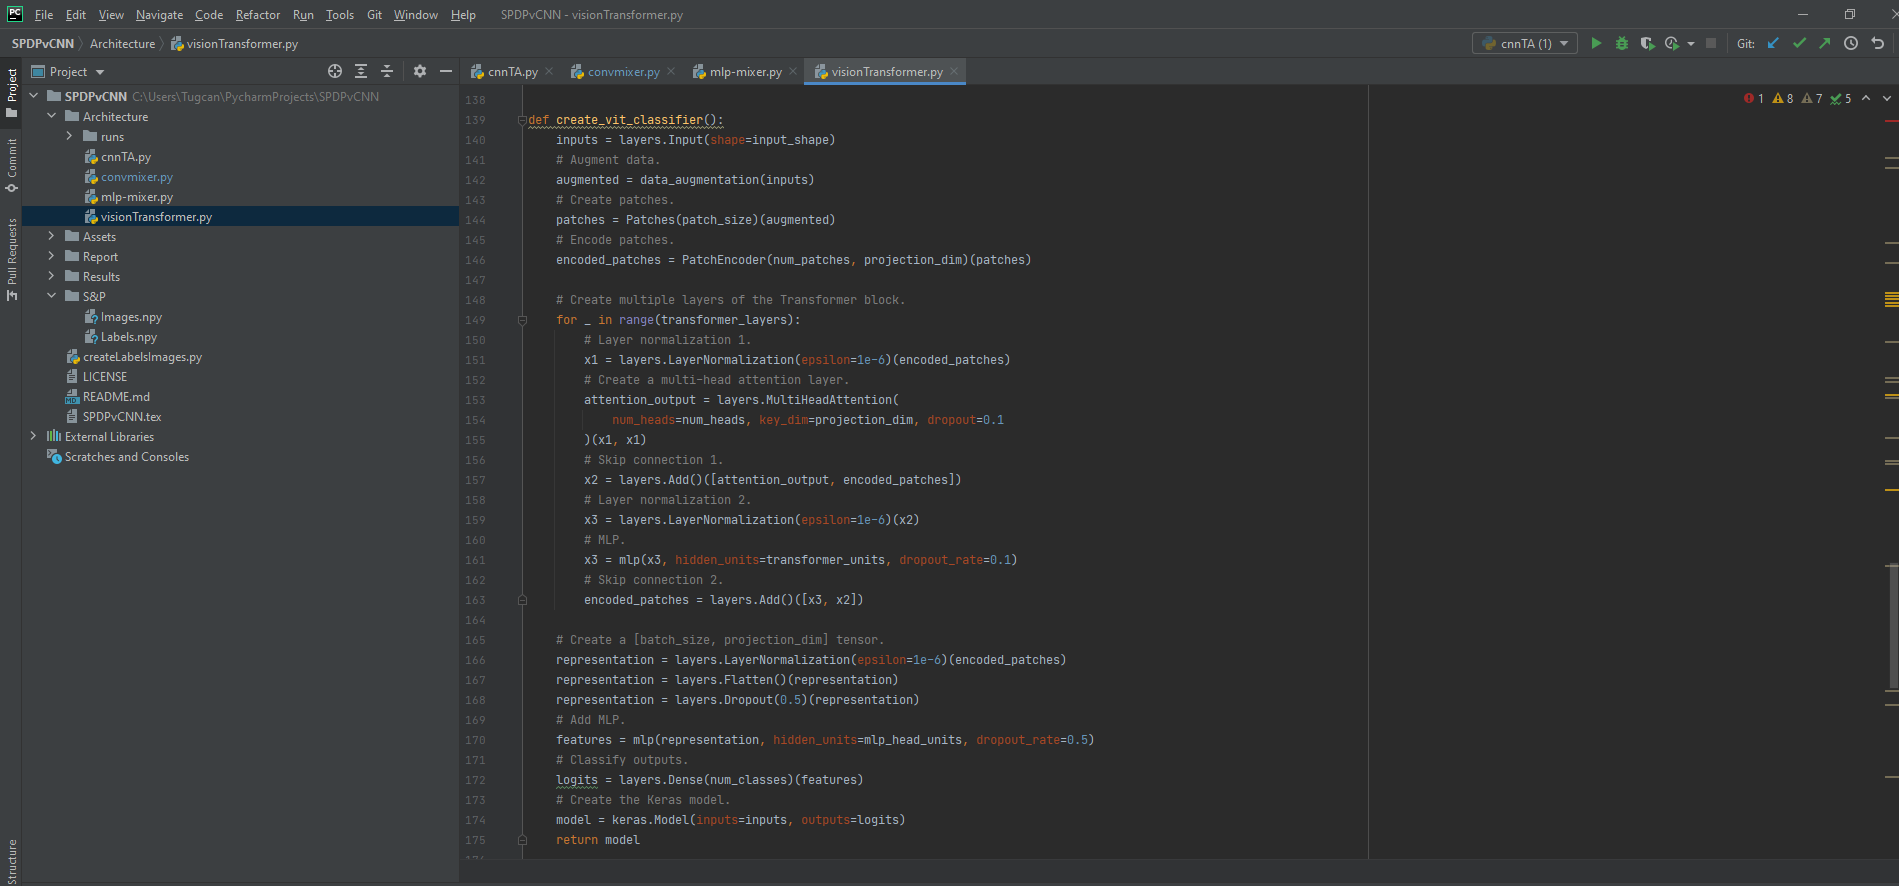 PC File Edit View Navigate Code Refactor Run Tools Git Window Help SPDPvCNN - visionTransformer.py
SPDPvCNN Architecture visionTransformer.py cnnTA (1) Git:
Project
Commit
Pull Requests
Structure
Project
SPDPvCNN C:\Users\Tugcan\PycharmProjects\SPDPvCNN
Architecture
runs
cnnTA.py
convmixer.py
mlp-mixer.py
visionTransformer.py
Assets
Report
Results
S&P
Images.npy
Labels.npy
createLabelsImages.py
LICENSE
README.md
SPDPvCNN.tex
External Libraries
Scratches and Consoles
cnnTA.py convmixer.py mlp-mixer.py visionTransformer.py
1 8 7 5
138
139 def create_vit_classifier():
140 inputs = layers.Input(shape=input_shape)
141 # Augment data.
142 augmented = data_augmentation(inputs)
143 # Create patches.
144 patches = Patches(patch_size)(augmented)
145 # Encode patches.
146 encoded_patches = PatchEncoder(num_patches, projection_dim)(patches)
147
148 # Create multiple layers of the Transformer block.
149 for _ in range(transformer_layers):
150 # Layer normalization 1.
151 x1 = layers.LayerNormalization(epsilon=1e-6)(encoded_patches)
152 # Create a multi-head attention layer.
153 attention_output = layers.MultiHeadAttention(
154 num_heads=num_heads, key_dim=projection_dim, dropout=0.1
155 )(x1, x1)
156 # Skip connection 1.
157 x2 = layers.Add()([attention_output, encoded_patches])
158 # Layer normalization 2.
159 x3 = layers.LayerNormalization(epsilon=1e-6)(x2)
160 # MLP.
161 x3 = mlp(x3, hidden_units=transformer_units, dropout_rate=0.1)
162 # Skip connection 2.
163 encoded_patches = layers.Add()([x3, x2])
164
165 # Create a [batch_size, projection_dim] tensor.
166 representation = layers.LayerNormalization(epsilon=1e-6)(encoded_patches)
167 representation = layers.Flatten()(representation)
168 representation = layers.Dropout(0.5)(representation)
169 # Add MLP.
170 features = mlp(representation, hidden_units=mlp_head_units, dropout_rate=0.5)
171 # Classify outputs.
172 logits = layers.Dense(num_classes)(features)
173 # Create the Keras model.
174 model = keras.Model(inputs=inputs, outputs=logits)
175 return model